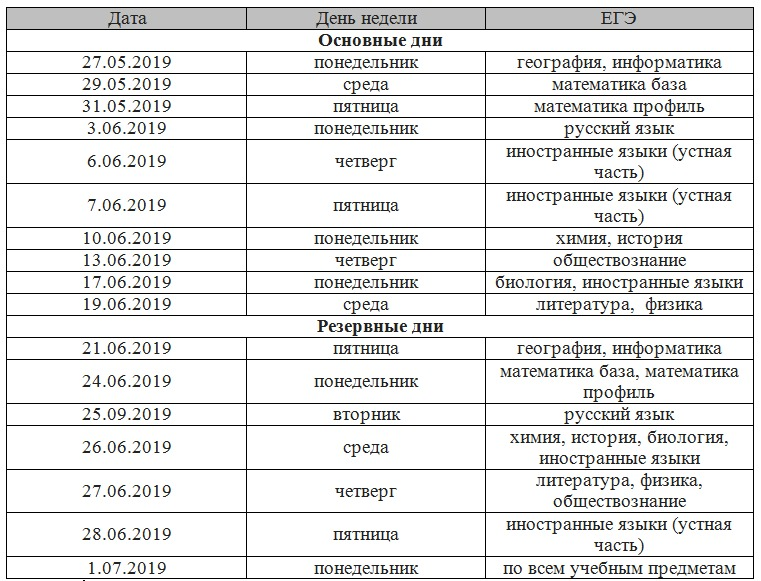 Дата День недели ЕГЭ
Основные дни
27.05.2019 понедельник география, информатика
29.05.2019 среда математика база
31.05.2019 пятница математика профиль
3.06.2019 понедельник русский язык
6.06.2019 четверг иностранные языки (устная
часть)
7.06.2019 пятница иностранные языки (устная
часть)
10.06.2019 понедельник химия, история
13.06.2019 четверг обществознание
17.06.2019 понедельник биология, иностранные языки
19.06.2019 среда литература, физика
Резервные дни
21.06.2019 пятница география, информатика
24.06.2019 понедельник математика база, математика
профиль
25.09.2019 вторник русский язык
26.06.2019 среда химия, история, биология,
иностранные языки
27.06.2019 четверг литература, физика,
обществознание
28.06.2019 пятница иностранные языки (устная
часть)
1.07.2019 понедельник по всем учебным предметам